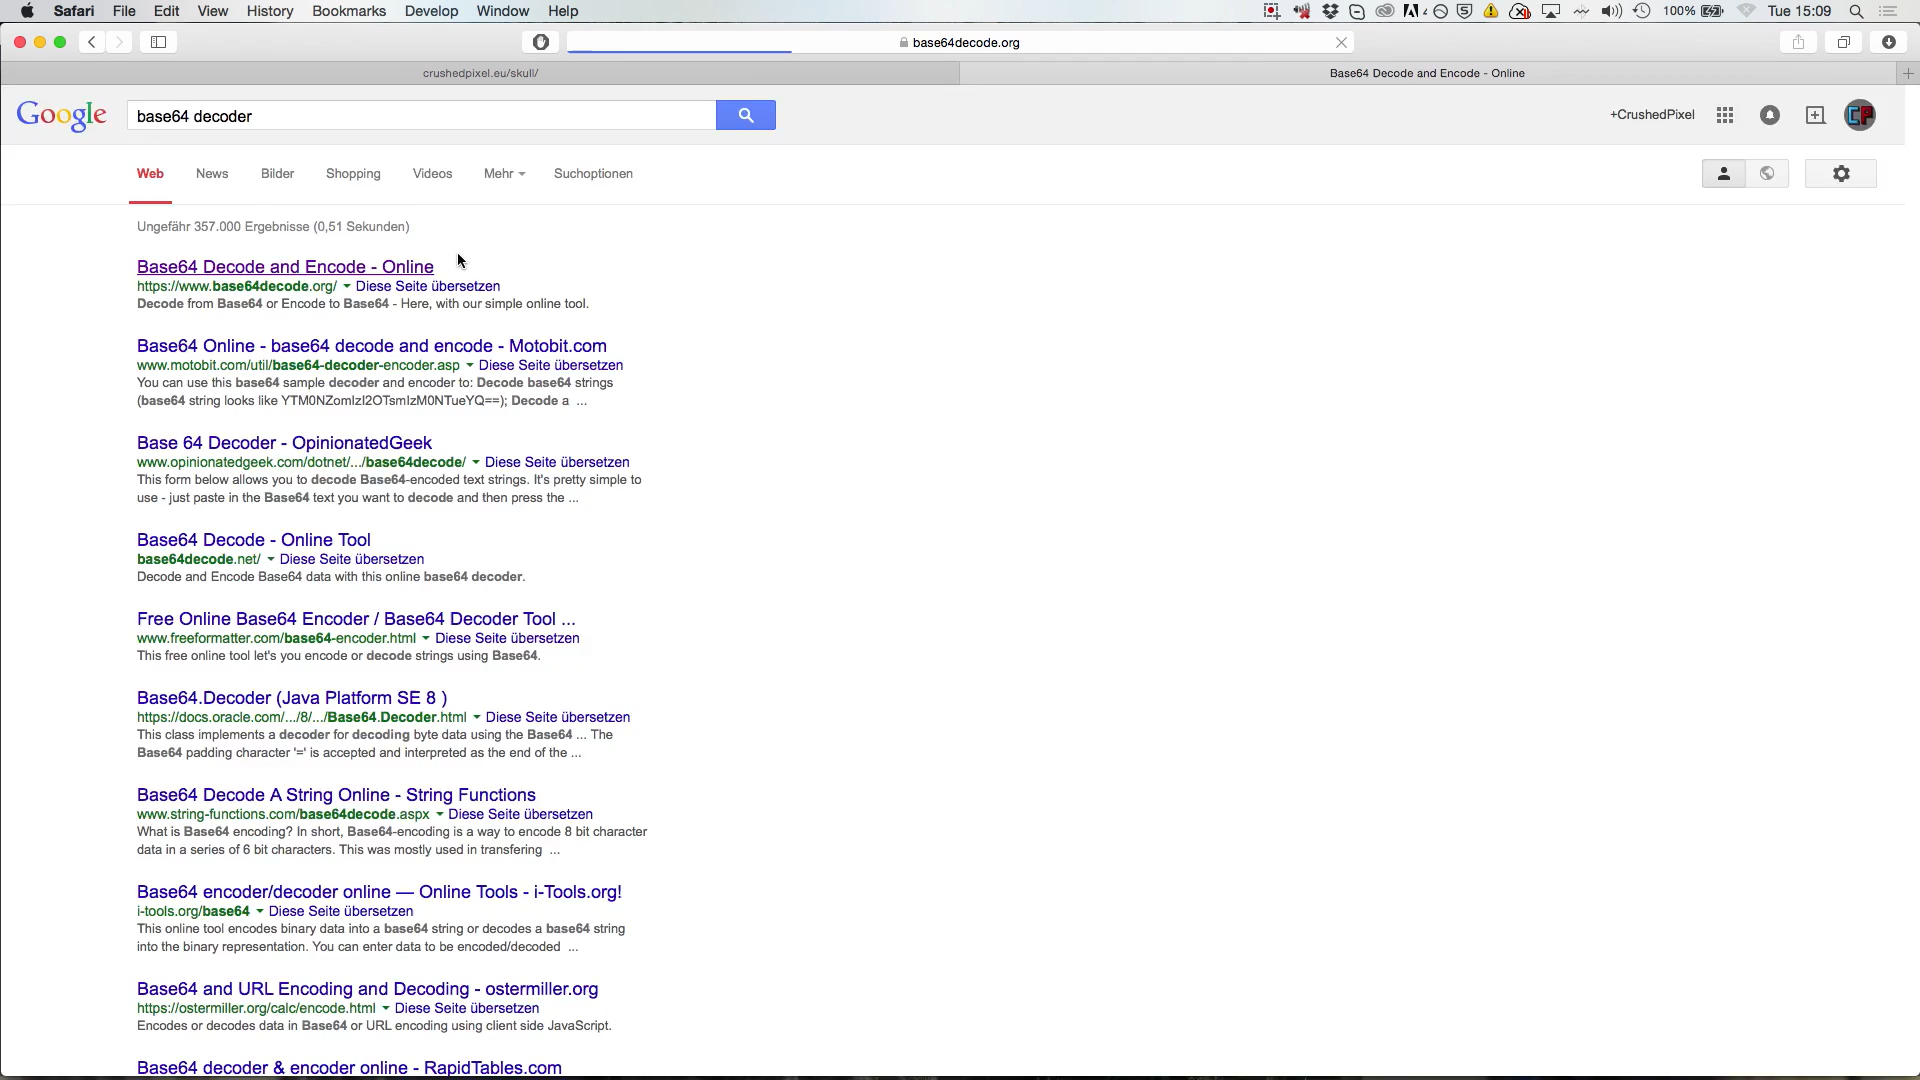 Safari File Edit View History Bookmarks Develop Window Help 4 100% Tue 15:09
base64decode.org
crushedpixel.eu/skull/ Base64 Decode and Encode - Online
Google base64 decoder +CrushedPixel
Web News Bilder Shopping Videos Mehr Suchoptionen
Ungefähr 357.000 Ergebnisse (0,51 Sekunden)
Base64 Decode and Encode - Online
https://www.base64decode.org/ Diese Seite übersetzen
Decode from Base64 or Encode to Base64 - Here, with our simple online tool.
Base64 Online - base64 decode and encode - Motobit.com
www.motobit.com/util/base64-decoder-encoder.asp Diese Seite übersetzen
You can use this base64 sample decoder and encoder to: Decode base64 strings
(base64 string looks like YTM0NZomIzI2OTsmIzM0NTueYQ==); Decode a ...
Base 64 Decoder - OpinionatedGeek
www.opinionatedgeek.com/dotnet/.../base64decode/ Diese Seite übersetzen
This form below allows you to decode Base64-encoded text strings. It's pretty simple to
use - just paste in the Base64 text you want to decode and then press the ...
Base64 Decode - Online Tool
base64decode.net/ Diese Seite übersetzen
Decode and Encode Base64 data with this online base64 decoder.
Free Online Base64 Encoder / Base64 Decoder Tool ...
www.freeformatter.com/base64-encoder.html Diese Seite übersetzen
This free online tool let's you encode or decode strings using Base64.
Base64.Decoder (Java Platform SE 8 )
https://docs.oracle.com/.../8/.../Base64.Decoder.html Diese Seite übersetzen
This class implements a decoder for decoding byte data using the Base64 ... The
Base64 padding character '=' is accepted and interpreted as the end of the ...
Base64 Decode A String Online - String Functions
www.string-functions.com/base64decode.aspx Diese Seite übersetzen
What is Base64 encoding? In short, Base64-encoding is a way to encode 8 bit character
data in a series of 6 bit characters. This was mostly used in transfering ...
Base64 encoder/decoder online — Online Tools - i-Tools.org!
i-tools.org/base64 Diese Seite übersetzen
This online tool encodes binary data into a base64 string or decodes a base64 string
into the binary representation. You can enter data to be encoded/decoded ...
Base64 and URL Encoding and Decoding - ostermiller.org
https://ostermiller.org/calc/encode.html Diese Seite übersetzen
Encodes or decodes data in Base64 or URL encoding using client side JavaScript.
Base64 decoder & encoder online - RapidTables.com